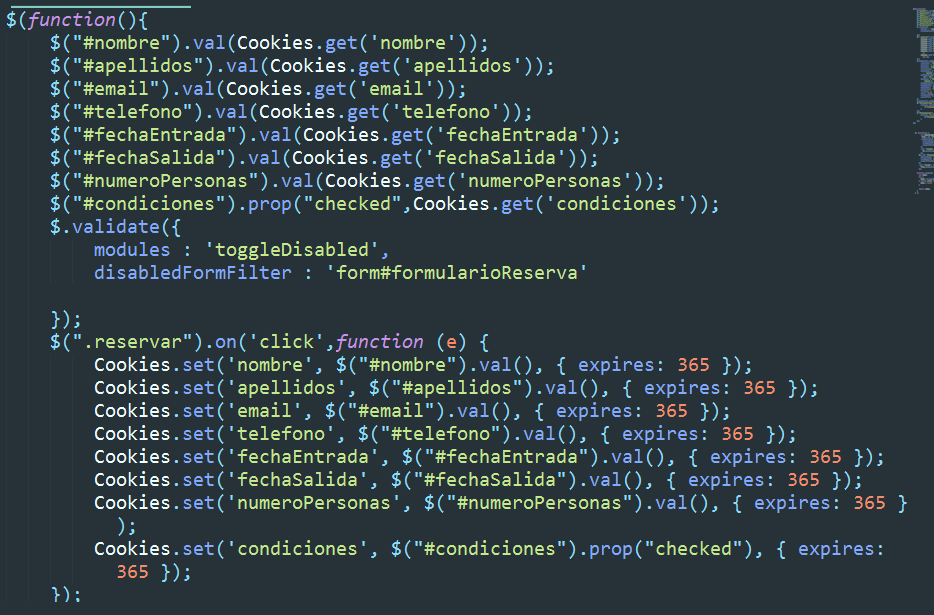 $(function(){
    $("#nombre").val(Cookies.get('nombre'));
    $("#apellidos").val(Cookies.get('apellidos'));
    $("#email").val(Cookies.get('email'));
    $("#telefono").val(Cookies.get('telefono'));
    $("#fechaEntrada").val(Cookies.get('fechaEntrada'));
    $("#fechaSalida").val(Cookies.get('fechaSalida'));
    $("#numeroPersonas").val(Cookies.get('numeroPersonas'));
    $("#condiciones").prop("checked",Cookies.get('condiciones'));
    $.validate({
        modules : 'toggleDisabled',
        disabledFormFilter : 'form#formularioReserva'

    });
    $(".reservar").on('click',function (e) {
        Cookies.set('nombre', $("#nombre").val(), { expires: 365 });
        Cookies.set('apellidos', $("#apellidos").val(), { expires: 365 });
        Cookies.set('email', $("#email").val(), { expires: 365 });
        Cookies.set('telefono', $("#telefono").val(), { expires: 365 });
        Cookies.set('fechaEntrada', $("#fechaEntrada").val(), { expires: 365 });
        Cookies.set('fechaSalida', $("#fechaSalida").val(), { expires: 365 });
        Cookies.set('numeroPersonas', $("#numeroPersonas").val(), { expires: 365 }
          );
        Cookies.set('condiciones', $("#condiciones").prop("checked"), { expires:
          365 });
    });